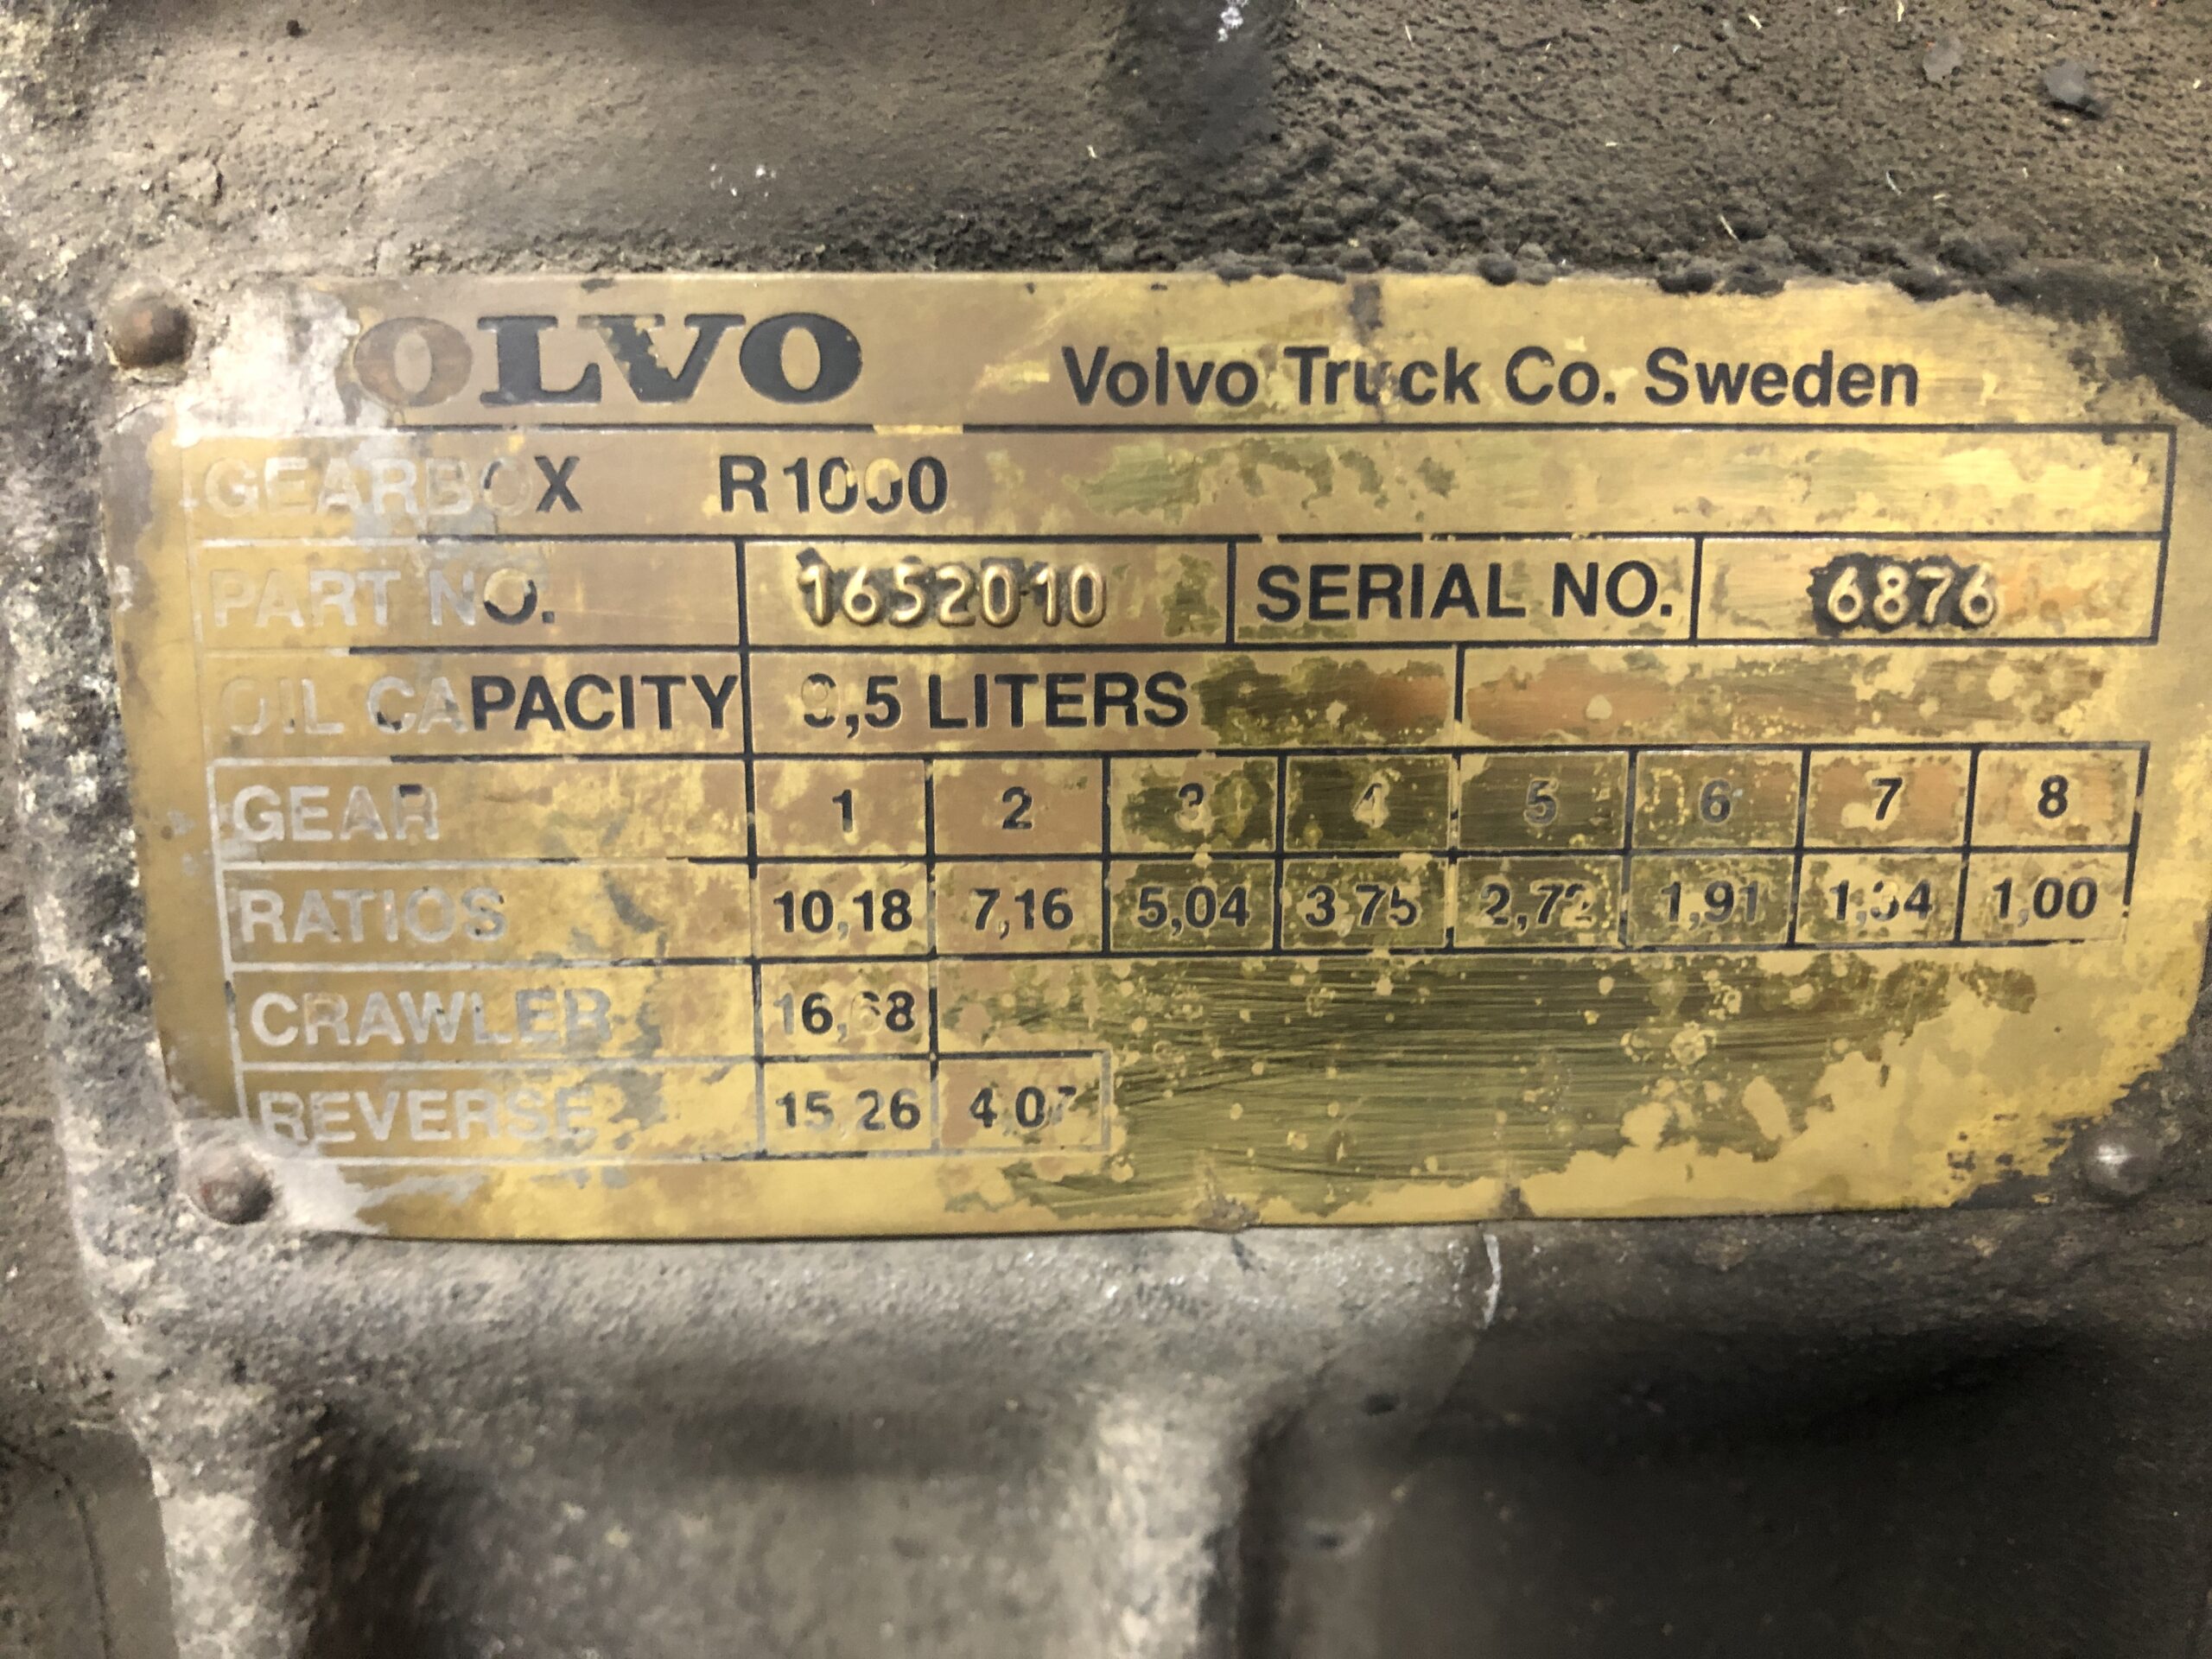 VOLVO Volvo Truck Co. Sweden
GEARBOX R1000
PART NO. 1652010 SERIAL NO. 6876
OIL CAPACITY 9,5 LITERS
GEAR 1 2 3 4 5 6 7 8
RATIOS 10,18 7,16 5,04 3,75 2,72 1,91 1,34 1,00
CRAWLER 16,68
REVERSE 15,26 4,07